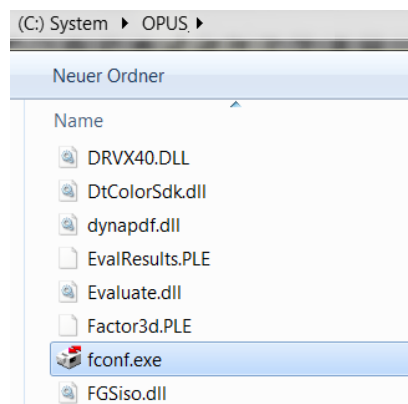 (C:) System ▸ OPUS ▸
Neuer Ordner
Name
DRVX40.DLL
DtColorSdk.dll
dynapdf.dll
EvalResults.PLE
Evaluate.dll
Factor3d.PLE
fconf.exe
FGSiso.dll